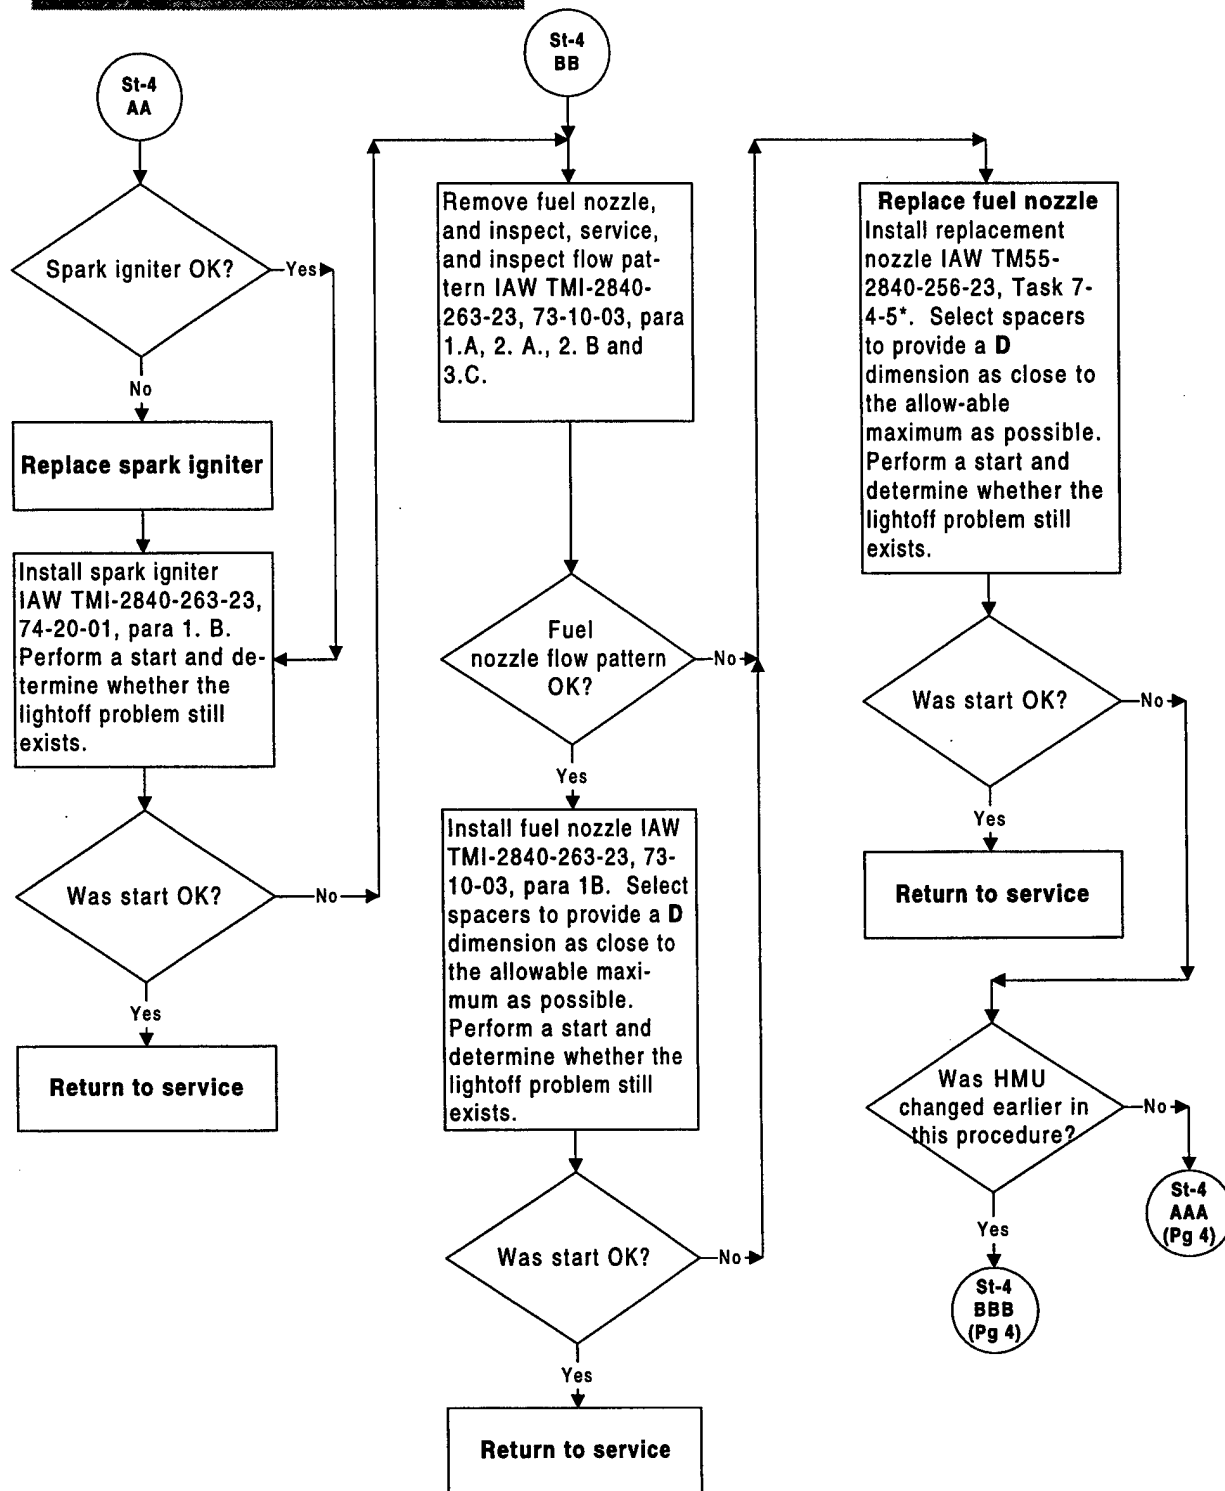 St-4
AA
Spark igniter OK?
Yes
No
Replace spark igniter
Install spark igniter
IAW TMI-2840-263-23,
74-20-01, para 1. B.
Perform a start and de-
termine whether the
lightoff problem still
exists.
Was start OK?
No
Yes
Return to service
St-4
BB
Remove fuel nozzle,
and inspect, service,
and inspect flow pat-
tern IAW TMI-2840-
263-23, 73-10-03, para
1.A, 2. A., 2. B and
3.C.
Fuel
nozzle flow pattern
OK?
No
Yes
Install fuel nozzle IAW
TMI-2840-263-23, 73-
10-03, para 1B. Select
spacers to provide a D
dimension as close to
the allowable maxi-
mum as possible.
Perform a start and
determine whether the
lightoff problem still
exists.
Was start OK?
No
Yes
Return to service
Replace fuel nozzle
Install replacement
nozzle IAW TM55-
2840-256-23, Task 7-
4-5*. Select spacers
to provide a D
dimension as close to
the allow-able
maximum as possible.
Perform a start and
determine whether the
lightoff problem still
exists.
Was start OK?
No
Yes
Return to service
Was HMU
changed earlier in
this procedure?
No
Yes
St-4
AAA
(Pg 4)
St-4
BBB
(Pg 4)